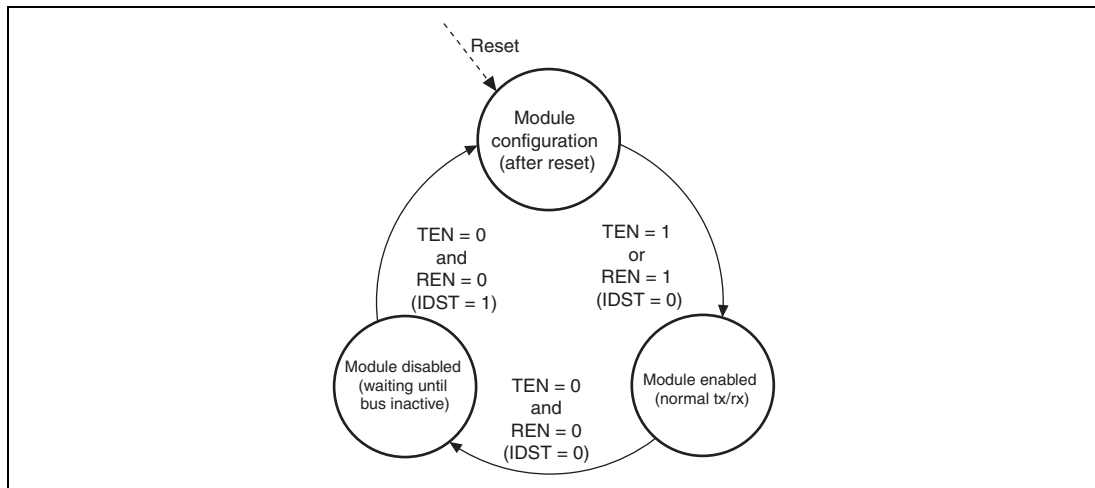 Reset
Module
configuration
(after reset)
TEN = 0
and
REN = 0
(IDST = 1)
TEN = 1
or
REN = 1
(IDST = 0)
Module disabled
(waiting until
bus inactive)
TEN = 0
and
REN = 0
(IDST = 0)
Module enabled
(normal tx/rx)